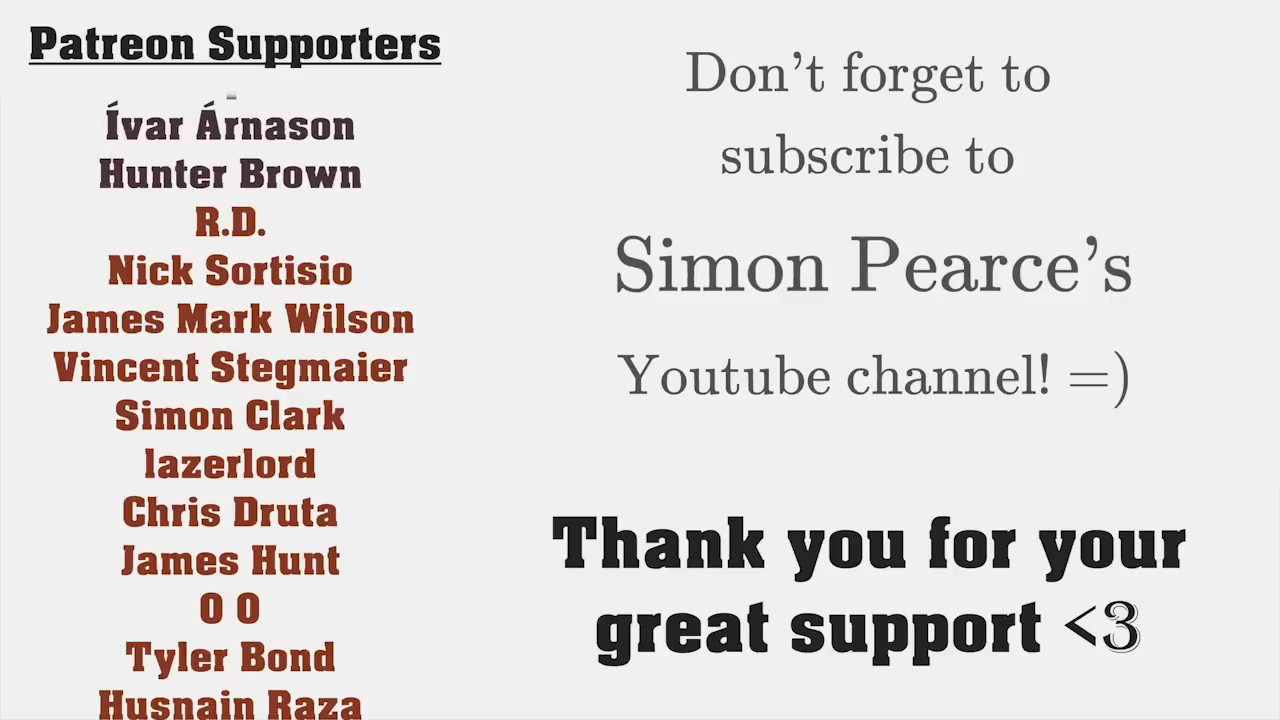 Patreon Supporters
Ívar Árnason
Hunter Brown
R.D.
Nick Sortisio
James Mark Wilson
Vincent Stegmaier
Simon Clark
lazerlord
Chris Druta
James Hunt
O O
Tyler Bond
Husnain Raza
Don't forget to
subscribe to
Simon Pearce's
Youtube channel! =)
Thank you for your
great support <3